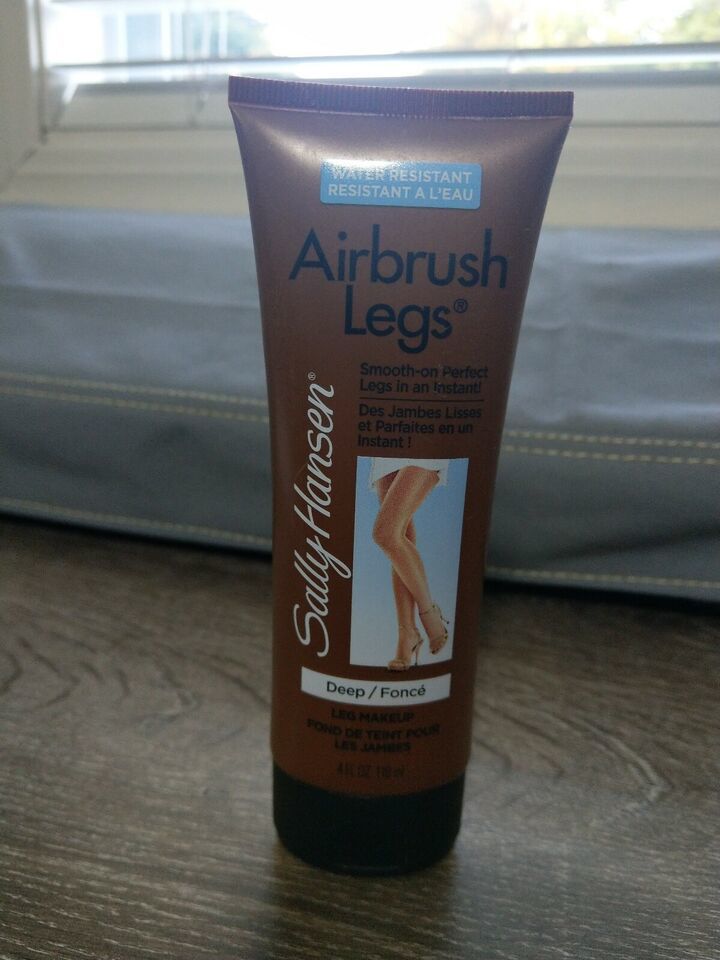 WATER RESISTANT
RESISTANT A L'EAU
Airbrush
Legs®
Smooth-on Perfect
Legs in an Instant!
Des Jambes Lisses
et Parfaites en un
Instant !
Sally Hansen®
Deep / Foncé
LEG MAKEUP
FOND DE TEINT POUR
LES JAMBES
4 FL OZ 118 ml